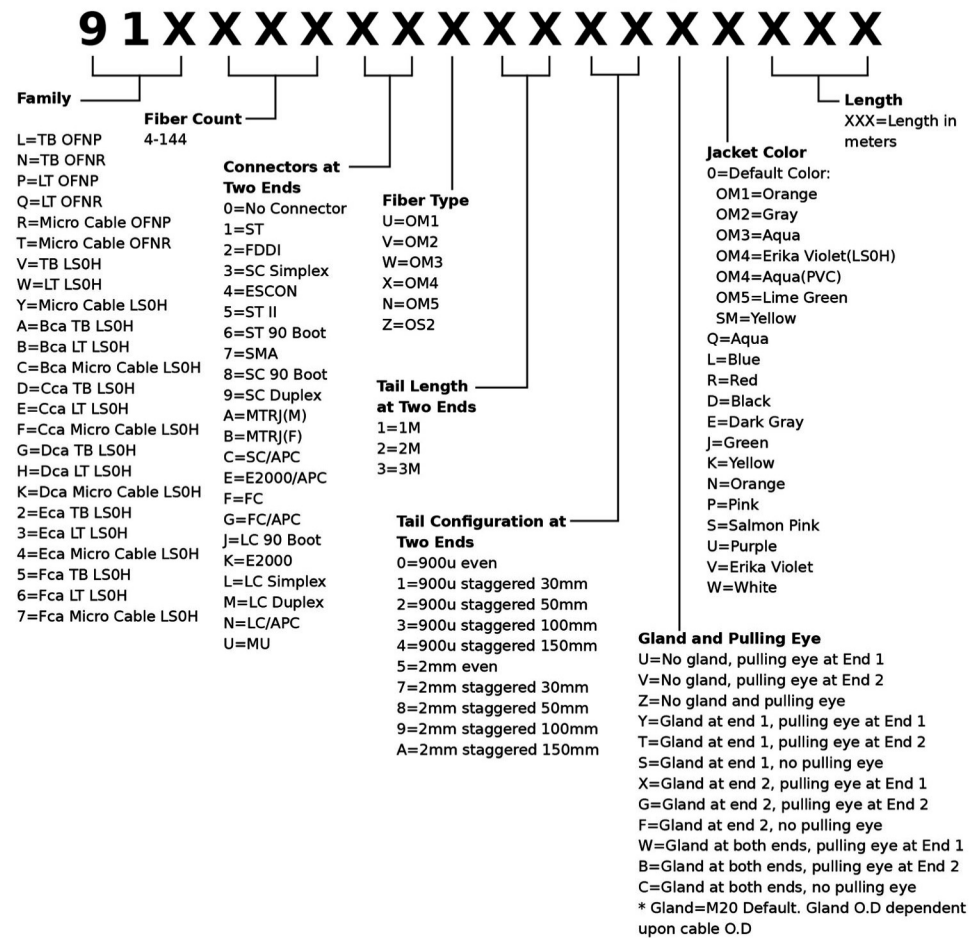 91XXXXXXXXXXXXXXXX
Family
L=TB OFNP
N=TB OFNR
P=LT OFNP
Q=LT OFNR
R=Micro Cable OFNP
T=Micro Cable OFNR
V=TB LS0H
W=LT LS0H
Y=Micro Cable LS0H
A=Bca TB LS0H
B=Bca LT LS0H
C=Bca Micro Cable LS0H
D=Cca TB LS0H
E=Cca LT LS0H
F=Cca Micro Cable LS0H
G=Dca TB LS0H
H=Dca LT LS0H
K=Dca Micro Cable LS0H
2=Eca TB LS0H
3=Eca LT LS0H
4=Eca Micro Cable LS0H
5=Fca TB LS0H
6=Fca LT LS0H
7=Fca Micro Cable LS0H
Fiber Count
4-144
Connectors at
Two Ends
0=No Connector
1=ST
2=FDDI
3=SC Simplex
4=ESCON
5=ST II
6=ST 90 Boot
7=SMA
8=SC 90 Boot
9=SC Duplex
A=MTRJ(M)
B=MTRJ(F)
C=SC/APC
E=E2000/APC
F=FC
G=FC/APC
J=LC 90 Boot
K=E2000
L=LC Simplex
M=LC Duplex
N=LC/APC
U=MU
Fiber Type
U=OM1
V=OM2
W=OM3
X=OM4
N=OM5
Z=OS2
Tail Length
at Two Ends
1=1M
2=2M
3=3M
Tail Configuration at
Two Ends
0=900u even
1=900u staggered 30mm
2=900u staggered 50mm
3=900u staggered 100mm
4=900u staggered 150mm
5=2mm even
7=2mm staggered 30mm
8=2mm staggered 50mm
9=2mm staggered 100mm
A=2mm staggered 150mm
Gland and Pulling Eye
U=No gland, pulling eye at End 1
V=No gland, pulling eye at End 2
Z=No gland and pulling eye
Y=Gland at end 1, pulling eye at End 1
T=Gland at end 1, pulling eye at End 2
S=Gland at end 1, no pulling eye
X=Gland at end 2, pulling eye at End 1
G=Gland at end 2, pulling eye at End 2
F=Gland at end 2, no pulling eye
W=Gland at both ends, pulling eye at End 1
B=Gland at both ends, pulling eye at End 2
C=Gland at both ends, no pulling eye
* Gland=M20 Default. Gland O.D dependent
upon cable O.D
Jacket Color
0=Default Color:
OM1=Orange
OM2=Gray
OM3=Aqua
OM4=Erika Violet(LS0H)
OM4=Aqua(PVC)
OM5=Lime Green
SM=Yellow
Q=Aqua
L=Blue
R=Red
D=Black
E=Dark Gray
J=Green
K=Yellow
N=Orange
P=Pink
S=Salmon Pink
U=Purple
V=Erika Violet
W=White
Length
XXX=Length in
meters